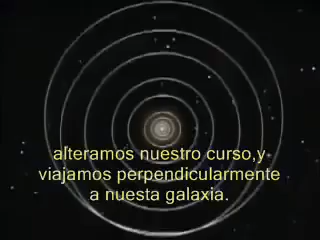 alteramos nuestro curso,y
viajamos perpendicularmente
a nuesta galaxia.